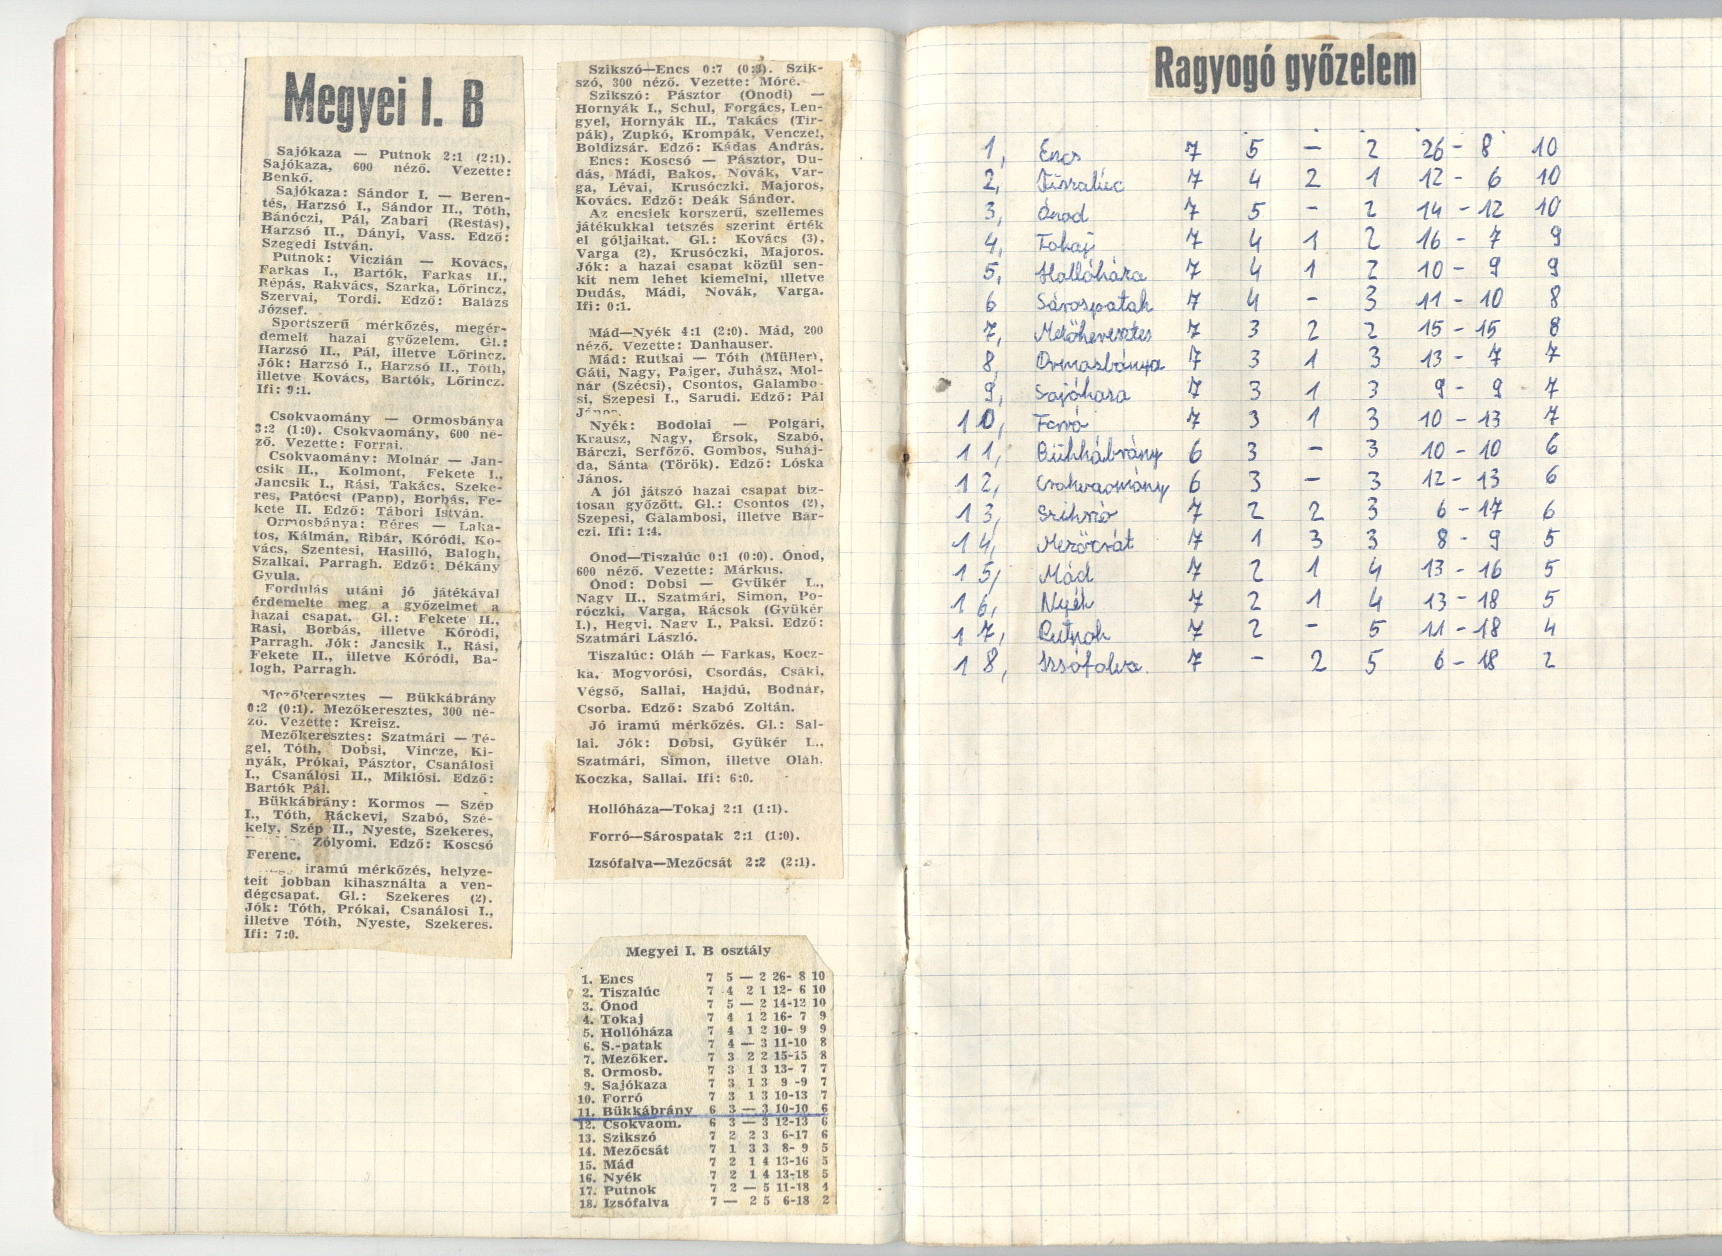 Megyei I. B
Sajókaza — Putnok 2:1 (2:1).
Sajókaza, 600 néző. Vezette:
Benkő.
Sajókaza: Sándor I. — Beren-
tés, Harzsó I., Sándor II., Tóth,
Bánóczi, Pál, Zabari (Restás),
Harzsó II., Dányi, Vass. Edző:
Szegedi István.
Putnok: Viczián — Kovács,
Farkas I., Bartók, Farkas II.,
Répás, Rakvács, Szarka, Lőrincz,
Szervai, Tordi. Edző: Balázs
József.
Sportszerű mérkőzés, megér-
demelt hazai győzelem. Gl.:
Harzsó II., Pál, illetve Lőrincz.
Jók: Harzsó I., Harzsó II., Tóth,
illetve Kovács, Bartók, Lőrincz.
Ifi: 9:1.
Csokvaomány — Ormosbánya
3:2 (1:0). Csokvaomány, 600 né-
ző. Vezette: Forrai.
Csokvaomány: Molnár — Jan-
csik II., Kolmont, Fekete I.,
Jancsik I., Rási, Takács, Szeke-
res, Patócsi (Papp), Borbás, Fe-
kete II. Edző: Tábori István.
Ormosbánya: Béres — Laka-
tos, Kálmán, Ribár, Kóródi, Ko-
vács, Szentesi, Hasilló, Balogh,
Szalkai, Parragh. Edző: Dékány
Gyula.
Fordulás utáni jó játékával
érdemelte meg a győzelmet a
hazai csapat. Gl.: Fekete II.,
Rási, Borbás, illetve Kóródi,
Parragh. Jók: Jancsik I., Rási,
Fekete II., illetve Kóródi, Ba-
logh, Parragh.
Mezőkeresztes — Bükkábrány
0:2 (0:1). Mezőkeresztes, 300 né-
ző. Vezette: Kreisz.
Mezőkeresztes: Szatmári — Té-
gel, Tóth, Dobsi, Vincze, Ki-
nyák, Prókai, Pásztor, Csanálosi
I., Csanálosi II., Miklósi. Edző:
Bartók Pál.
Bükkábrány: Kormos — Szép
I., Tóth, Ráckevi, Szabó, Szé-
kely, Szép II., Nyeste, Szekeres,
Zólyomi. Edző: Koscsó
Ferenc.
iramú mérkőzés, helyze-
teit jobban kihasználta a ven-
dégcsapat. Gl.: Szekeres (2).
Jók: Tóth, Prókai, Csanálosi I.,
illetve Tóth, Nyeste, Szekeres.
Ifi: 7:0.
Szikszó—Encs 0:7 (0:3). Szik-
szó, 300 néző. Vezette: Móré.
Szikszó: Pásztor (Ónodi) —
Hornyák I., Schul, Forgács, Len-
gyel, Hornyák II., Takács (Tir-
pák), Zupkó, Krompák, Venczel,
Boldizsár. Edző: Kádas András.
Encs: Koscsó — Pásztor, Du-
dás, Mádi, Bakos, Novák, Var-
ga, Lévai, Krusóczki, Majoros,
Kovács. Edző: Deák Sándor.
Az encsiek korszerű, szellemes
játékukkal tetszés szerint érték
el góljaikat. Gl.: Kovács (3),
Varga (2), Krusóczki, Majoros.
Jók: a hazai csapat közül sen-
kit nem lehet kiemelni, illetve
Dudás, Mádi, Novák, Varga.
Ifi: 0:1.
Mád—Nyék 4:1 (2:0). Mád, 200
néző. Vezette: Danhauser.
Mád: Rutkai — Tóth (Müller),
Gáti, Nagy, Pajger, Juhász, Mol-
nár (Szécsi), Csontos, Galambo-
si, Szepesi I., Sarudi. Edző: Pál
János.
Nyék: Bodolai — Polgári,
Krausz, Nagy, Érsok, Szabó,
Bárczi, Serfőző, Gombos, Suhaj-
da, Sánta (Török). Edző: Lóska
János.
A jól játszó hazai csapat biz-
tosan győzött. Gl.: Csontos (2),
Szepesi, Galambosi, illetve Bár-
czi. Ifi: 1:4.
Ónod—Tiszalúc 0:1 (0:0). Ónod,
600 néző. Vezette: Márkus.
Ónod: Dobsi — Gyükér L.,
Nagy II., Szatmári, Simon, Po-
róczki, Varga, Rácsok (Gyükér
I.), Hegyi, Nagy I., Paksi. Edző:
Szatmári László.
Tiszalúc: Oláh — Farkas, Kocz-
ka, Mogyorósi, Csordás, Csáki,
Végső, Sallai, Hajdú, Bodnár,
Csorba. Edző: Szabó Zoltán.
Jó iramú mérkőzés. Gl.: Sal-
lai. Jók: Dobsi, Gyükér L.,
Szatmári, Simon, illetve Oláh,
Koczka, Sallai. Ifi: 6:0.
Hollóháza—Tokaj 2:1 (1:1).
Forró—Sárospatak 2:1 (1:0).
Izsófalva—Mezőcsát 2:2 (2:1).
Megyei I. B osztály
1. Encs 7 5 — 2 26- 8 10
2. Tiszalúc 7 4 2 1 12- 6 10
3. Ónod 7 5 — 2 14-12 10
4. Tokaj 7 4 1 2 16- 7 9
5. Hollóháza 7 4 1 2 10- 9 9
6. S.-patak 7 4 — 3 11-10 8
7. Mezőker. 7 3 2 2 15-15 8
8. Ormosb. 7 3 1 3 13- 7 7
9. Sajókaza 7 3 1 3 9 -9 7
10. Forró 7 3 1 3 10-13 7
11. Bükkábrány 6 3 — 3 10-10 6
12. Csokvaom. 6 3 — 3 12-13 6
13. Szikszó 7 2 2 3 6-17 6
14. Mezőcsát 7 1 3 3 8- 9 5
15. Mád 7 2 1 4 13-16 5
16. Nyék 7 2 1 4 13-18 5
17. Putnok 7 2 — 5 11-18 4
18. Izsófalva 7 — 2 5 6-18 2
Ragyogó győzelem
1, Encs 7 5 — 2 26 - 8 10
2, Tiszalúc 7 4 2 1 12 - 6 10
3, Ónod 7 5 - 2 14 - 12 10
4, Tokaj 7 4 1 2 16 - 7 9
5, Hollóháza 7 4 1 2 10 - 9 9
6 Sárospatak 7 4 - 3 11 - 10 8
7, Mezőkeresztes 7 3 2 2 15 - 15 8
8, Ormosbánya 7 3 1 3 13 - 7 7
9, Sajókaza 7 3 1 3 9 - 9 7
10, Forró 7 3 1 3 10 - 13 7
11, Bükkábrány 6 3 - 3 10 - 10 6
12, Csokvaomány 6 3 - 3 12 - 13 6
13, Szikszó 7 2 2 3 6 - 17 6
14, Mezőcsát 7 1 3 3 8 - 9 5
15, Mád 7 2 1 4 13 - 16 5
16, Nyék 7 2 1 4 13 - 18 5
17, Putnok 7 2 - 5 11 - 18 4
18, Izsófalva 7 - 2 5 6 - 18 2